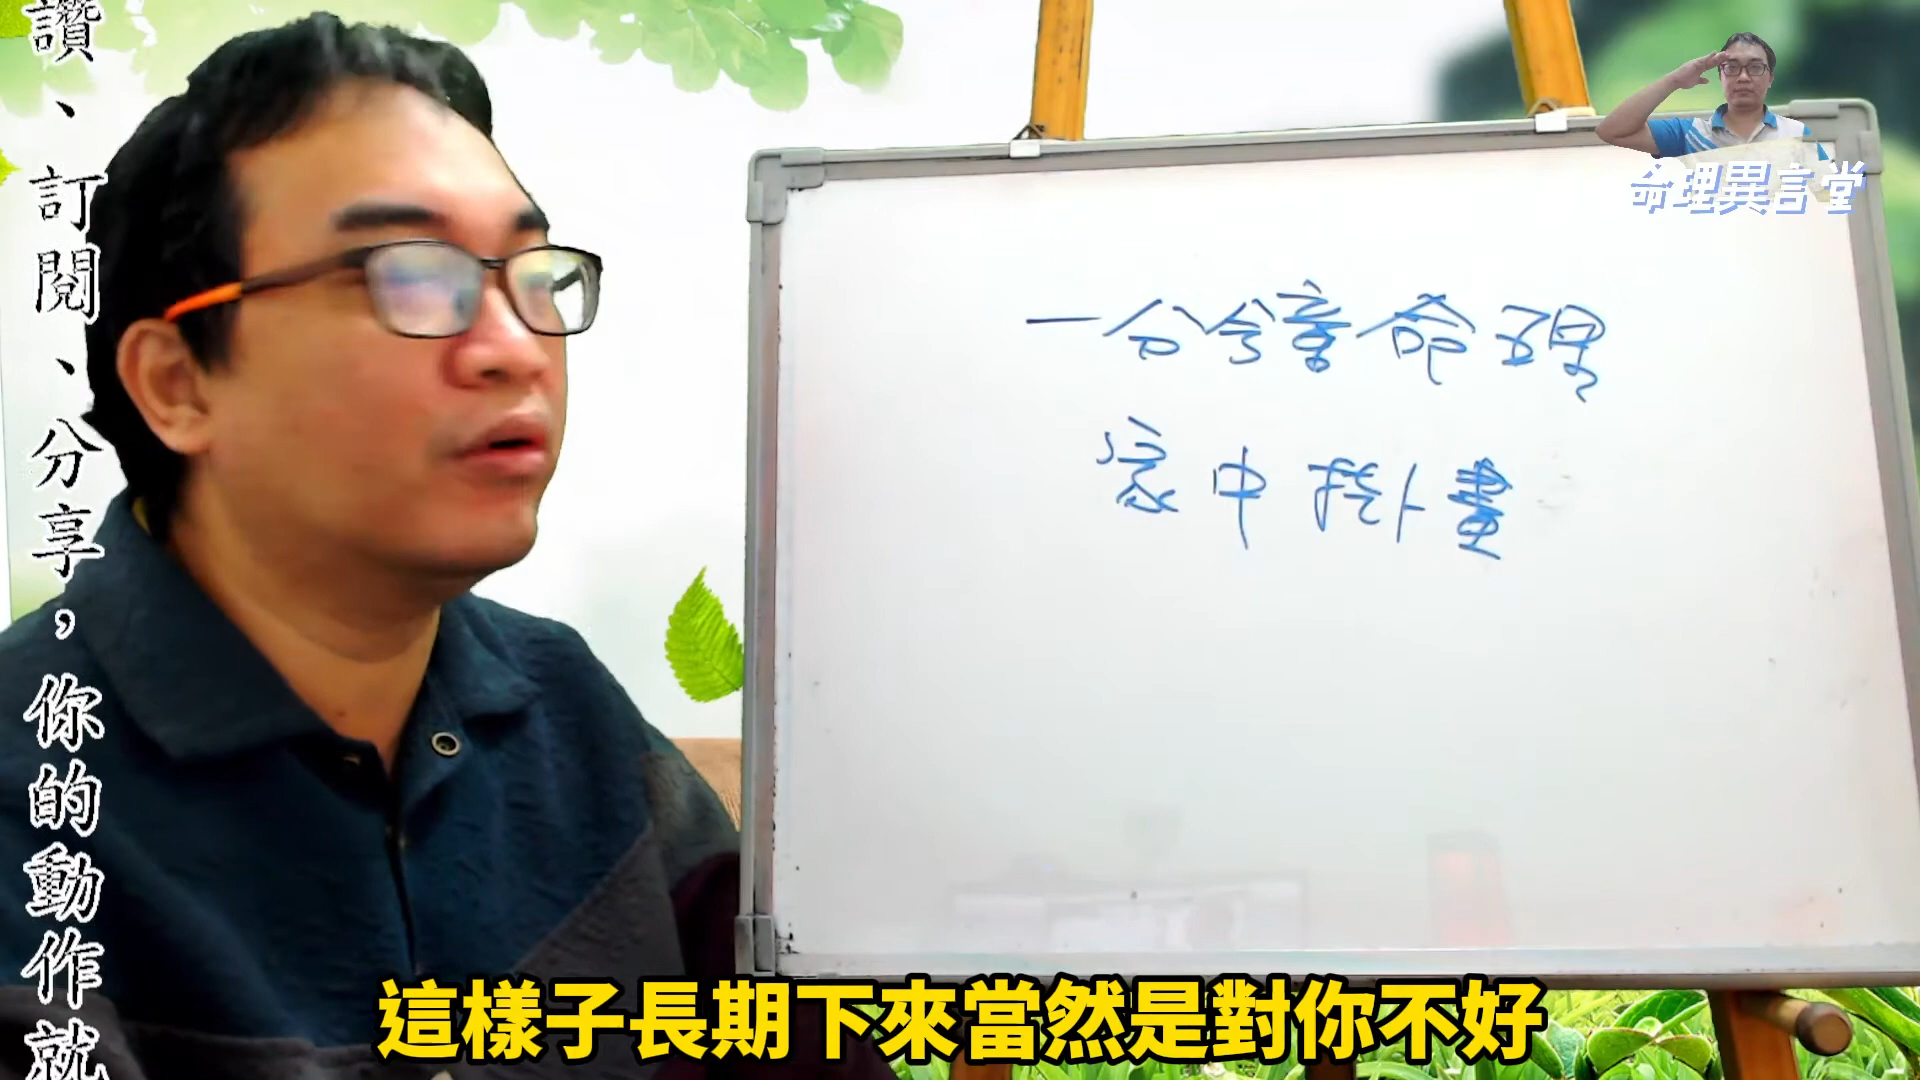 讚、訂閱、分享，你的動作就
命理異言堂
一分鐘命理
家中掛畫
這樣子長期下來當然是對你不好